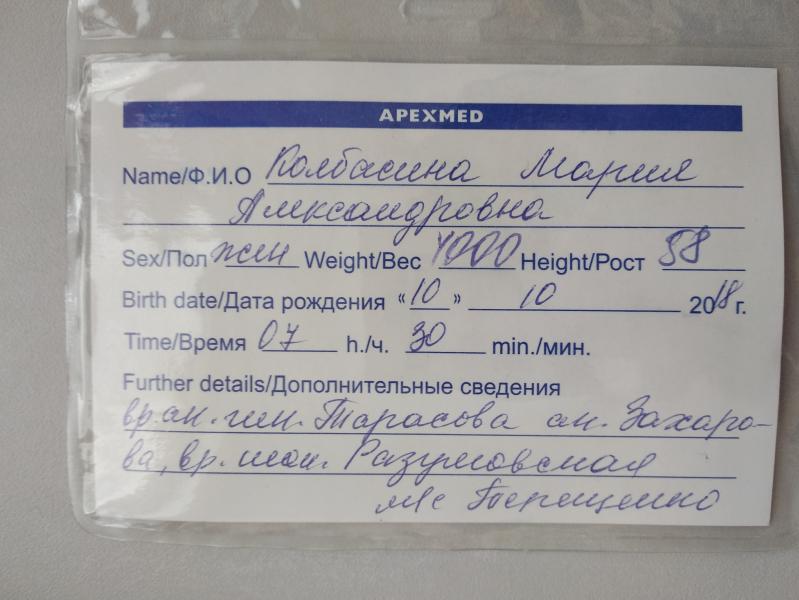 APEXMED
Name/Ф.И.О Колбасина Мария
Александровна
Sex/Пол жен Weight/Вес 4000 Height/Рост 58
Birth date/Дата рождения «10» 10 2018 г.
Time/Время 07 h./ч. 30 min./мин.
Further details/Дополнительные сведения
вр. ак. гин. Тарасова ак. Захаро-
ва, вр. неон. Разумовская
м/с Терещенко